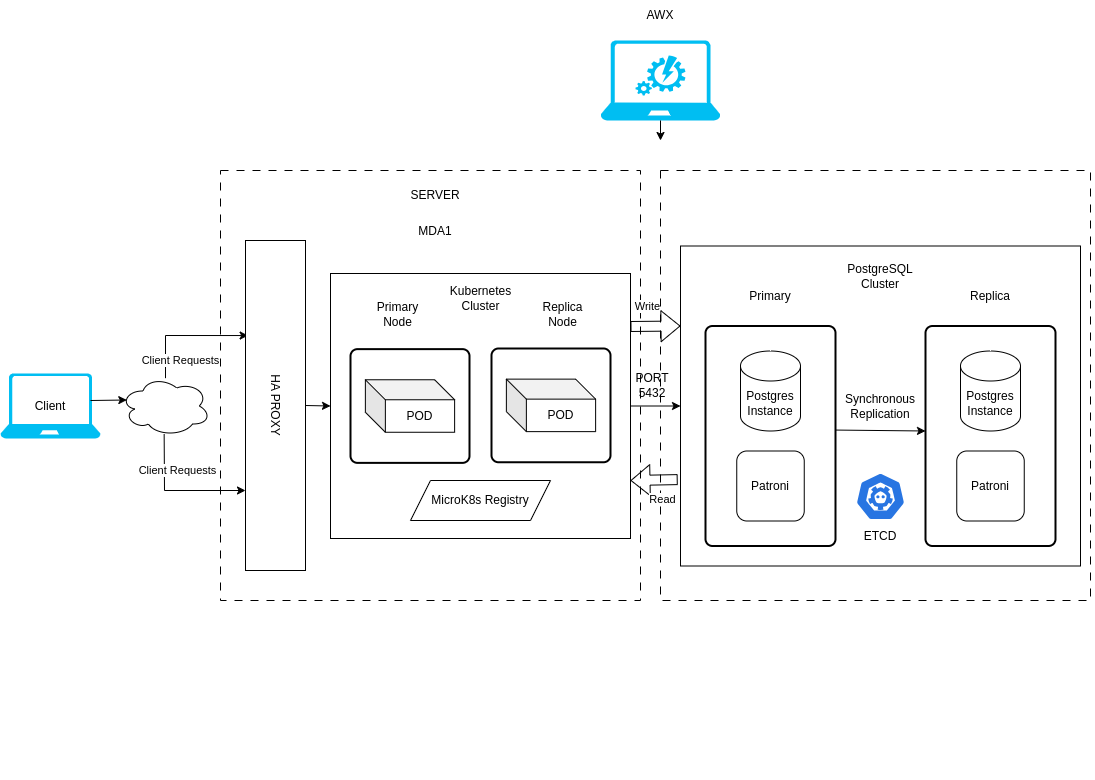 AWX
SERVER
MDA1
HA PROXY
Client
Client Requests
Client Requests
Kubernetes
Cluster
Primary
Node
Replica
Node
POD
POD
MicroK8s Registry
Write
PORT
5432
Read
PostgreSQL
Cluster
Primary
Replica
Postgres
Instance
Patroni
Synchronous
Replication
ETCD
Postgres
Instance
Patroni